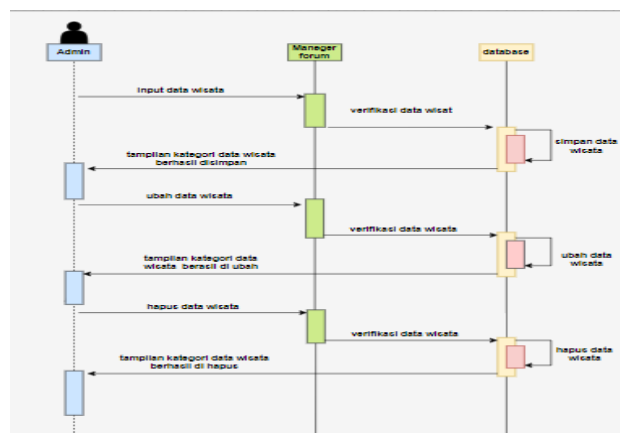 Admin
Manager
forum
database
input data wisata
verifikasi data wisat
simpan data
wisata
tampilan kategori data wisata
berhasil disimpan
ubah data wisata
verifikasi data wisata
ubah data
wisata
tampilan kategori data
wisata berasil di ubah
hapus data wisata
verifikasi data wisata
hapus data
wisata
tampilan kategori data wisata
berhasil di hapus